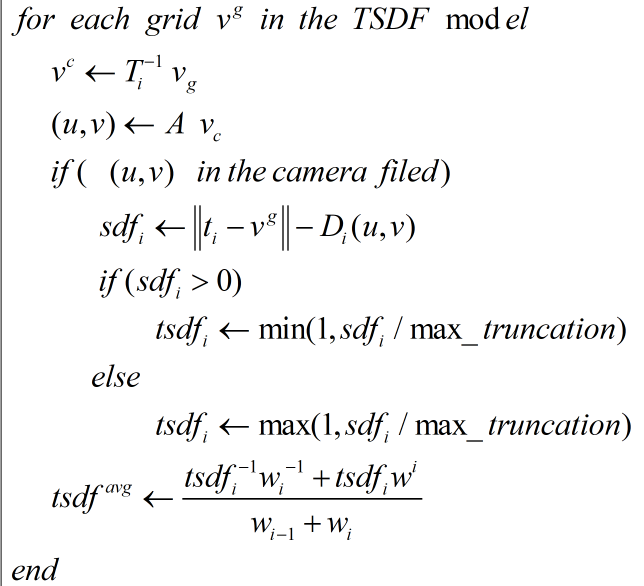 for each grid v^g in the TSDF model
v^c ← T_i^{-1} v_g
(u,v) ← A v_c
if( (u,v) in the camera filed)
sdf_i ← ‖t_i − v^g‖ − D_i(u,v)
if(sdf_i > 0)
tsdf_i ← min(1, sdf_i / max_truncation)
else
tsdf_i ← max(1, sdf_i / max_truncation)
tsdf^{avg} ← \frac{tsdf_i^{-1} w_i^{-1} + tsdf_i w^i}{w_{i-1} + w_i}
end